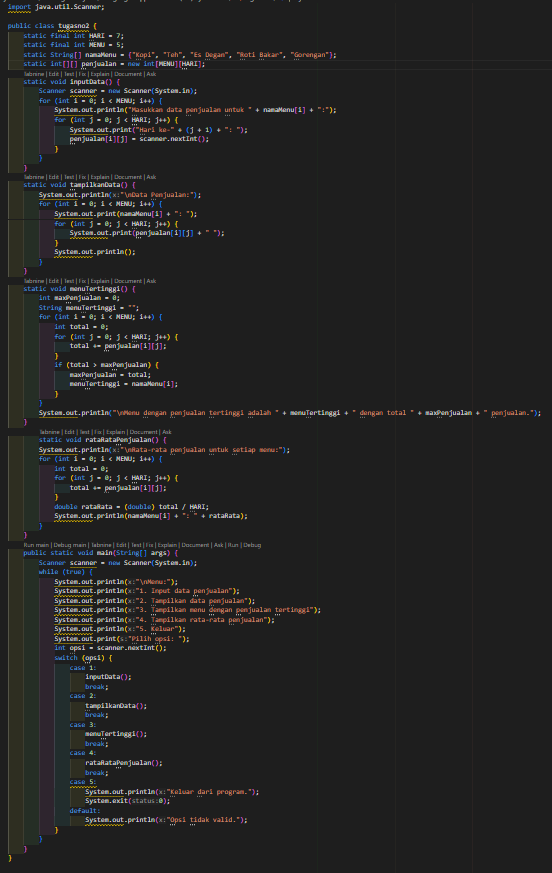 import java.util.Scanner;
public class tugasno2 {
static final int HARI = 7;
static final int MENU = 5;
static String[] namaMenu = {"Kopi", "Teh", "Es Degan", "Roti Bakar", "Gorengan"};
static int[][] penjualan = new int[MENU][HARI];
Tabnine | Edit | Test | Fix | Explain | Document | Ask
static void inputData() {
Scanner scanner = new Scanner(System.in);
for (int i = 0; i < MENU; i++) {
System.out.println("Masukkan data penjualan untuk " + namaMenu[i] + ":");
for (int j = 0; j < HARI; j++) {
System.out.print("Hari ke-" + (j + 1) + ": ");
penjualan[i][j] = scanner.nextInt();
}
}
}
Tabnine | Edit | Test | Fix | Explain | Document | Ask
static void tampilkanData() {
System.out.println(x:"\nData Penjualan:");
for (int i = 0; i < MENU; i++) {
System.out.print(namaMenu[i] + ": ");
for (int j = 0; j < HARI; j++) {
System.out.print(penjualan[i][j] + " ");
}
System.out.println();
}
}
Tabnine | Edit | Test | Fix | Explain | Document | Ask
static void menuTertinggi() {
int maxPenjualan = 0;
String menuTertinggi = "";
for (int i = 0; i < MENU; i++) {
int total = 0;
for (int j = 0; j < HARI; j++) {
total += penjualan[i][j];
}
if (total > maxPenjualan) {
maxPenjualan = total;
menuTertinggi = namaMenu[i];
}
}
System.out.println("\nMenu dengan penjualan tertinggi adalah " + menuTertinggi + " dengan total " + maxPenjualan + " penjualan.");
}
Tabnine | Edit | Test | Fix | Explain | Document | Ask
static void rataRataPenjualan() {
System.out.println(x:"\nRata-rata penjualan untuk setiap menu:");
for (int i = 0; i < MENU; i++) {
int total = 0;
for (int j = 0; j < HARI; j++) {
total += penjualan[i][j];
}
double rataRata = (double) total / HARI;
System.out.println(namaMenu[i] + ": " + rataRata);
}
}
Run main | Debug main | Tabnine | Edit | Test | Fix | Explain | Document | Ask | Run | Debug
public static void main(String[] args) {
Scanner scanner = new Scanner(System.in);
while (true) {
System.out.println(x:"\nMenu:");
System.out.println(x:"1. Input data penjualan");
System.out.println(x:"2. Tampilkan data penjualan");
System.out.println(x:"3. Tampilkan menu dengan penjualan tertinggi");
System.out.println(x:"4. Tampilkan rata-rata penjualan");
System.out.println(x:"5. Keluar");
System.out.print(s:"Pilih opsi: ");
int opsi = scanner.nextInt();
switch (opsi) {
case 1:
inputData();
break;
case 2:
tampilkanData();
break;
case 3:
menuTertinggi();
break;
case 4:
rataRataPenjualan();
break;
case 5:
System.out.println(x:"Keluar dari program.");
System.exit(status:0);
default:
System.out.println(x:"Opsi tidak valid.");
}
}
}
}